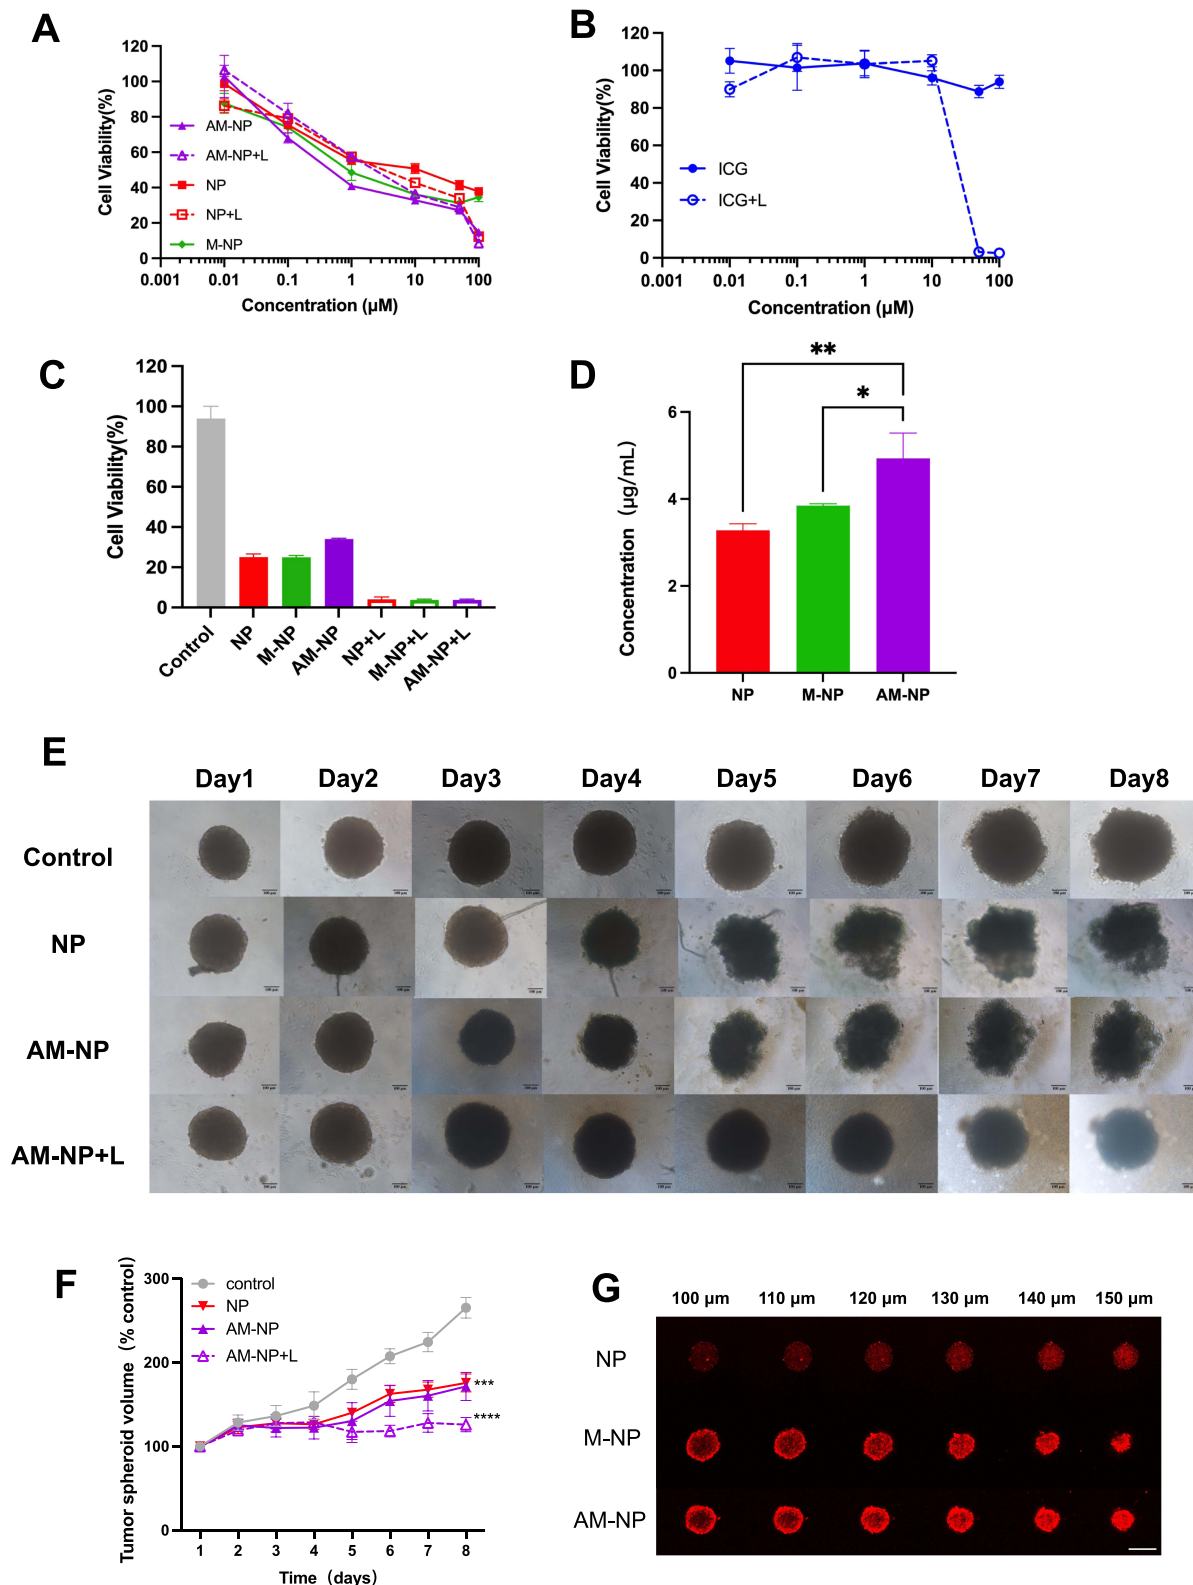 A
120
100
80
60
40
20
0
Cell Viability(%)
AM-NP
AM-NP+L
NP
NP+L
M-NP
0.001 0.01 0.1 1 10 100
Concentration (μM)
B
120
100
80
60
40
20
0
Cell Viability(%)
ICG
ICG+L
0.001 0.01 0.1 1 10 100
Concentration (μM)
C
120
100
80
60
40
20
0
Cell Viability(%)
Control NP M-NP AM-NP NP+L M-NP+L AM-NP+L
D
**
*
6
4
2
0
Concentration (μg/mL)
NP M-NP AM-NP
E
Day1 Day2 Day3 Day4 Day5 Day6 Day7 Day8
Control
NP
AM-NP
AM-NP+L
F
300
200
100
0
Tumor spheroid volume (% control)
control
NP
AM-NP
AM-NP+L
***
****
1 2 3 4 5 6 7 8
Time (days)
G
100 μm 110 μm 120 μm 130 μm 140 μm 150 μm
NP
M-NP
AM-NP